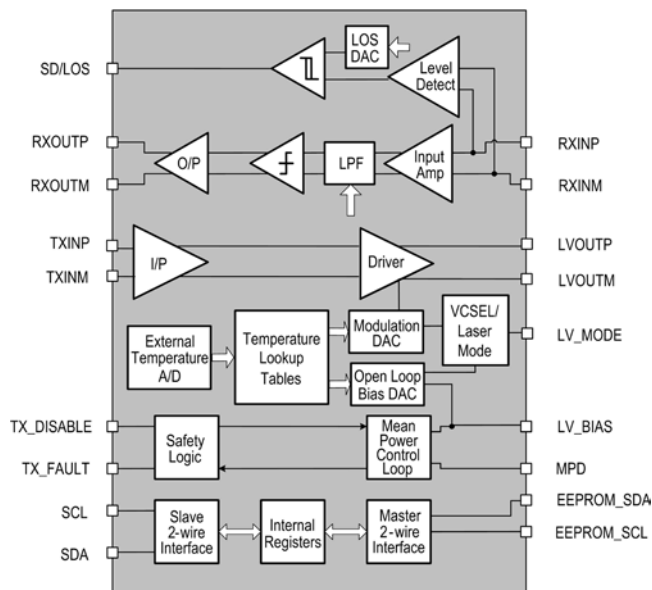 SD/LOS
LOS
DAC
Level
Detect
RXOUTP
RXOUTM
O/P
LPF
Input
Amp
RXINP
RXINM
TXINP
TXINM
I/P
Driver
LVOUTP
LVOUTM
External
Temperature
A/D
Temperature
Lookup
Tables
Modulation
DAC
VCSEL/
Laser
Mode
LV_MODE
Open Loop
Bias DAC
TX_DISABLE
TX_FAULT
Safety
Logic
Mean
Power
Control
Loop
LV_BIAS
MPD
SCL
SDA
Slave
2-wire
Interface
Internal
Registers
Master
2-wire
Interface
EEPROM_SDA
EEPROM_SCL